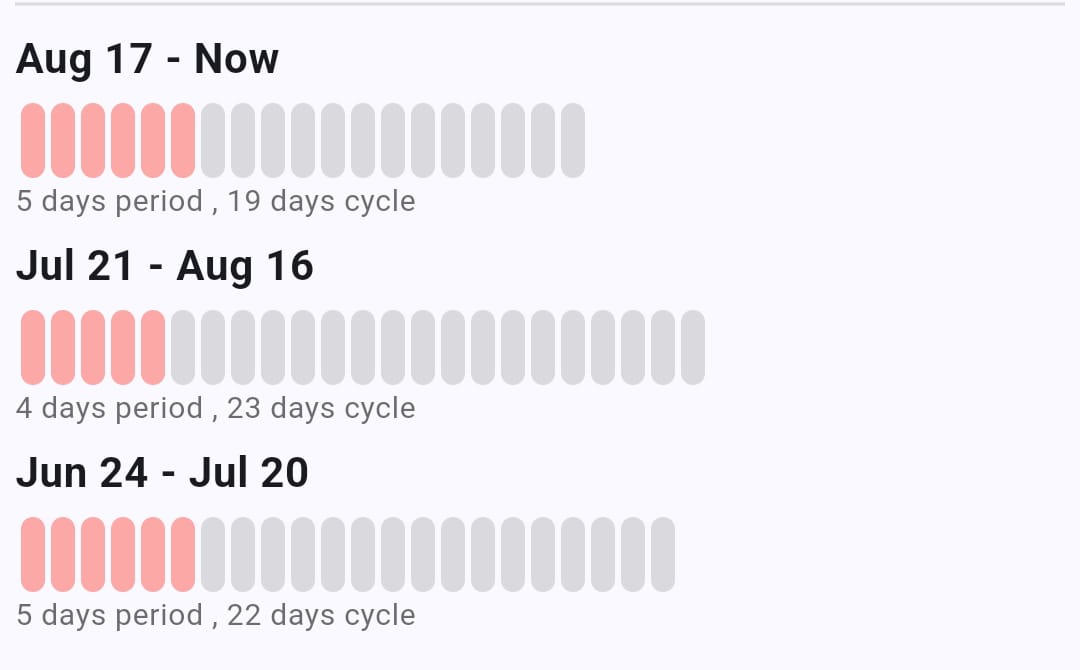 Aug 17 - Now
5 days period , 19 days cycle
Jul 21 - Aug 16
4 days period , 23 days cycle
Jun 24 - Jul 20
5 days period , 22 days cycle